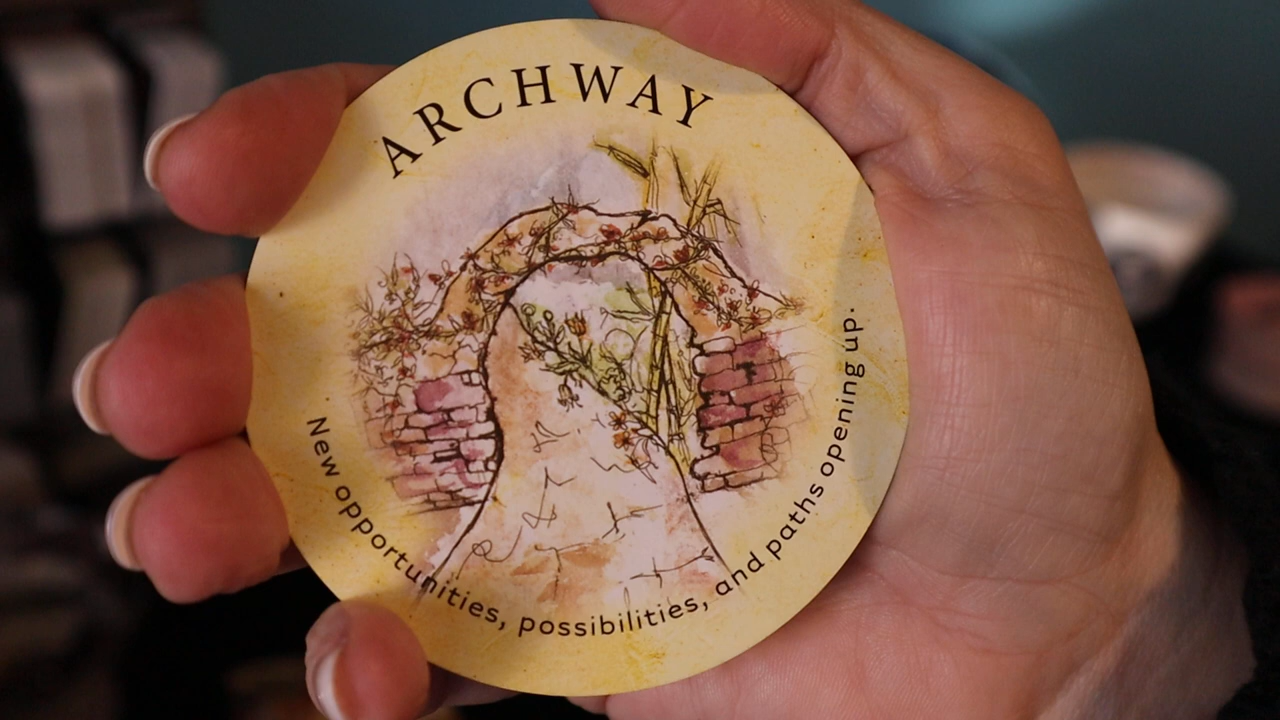 ARCHWAY
New opportunities, possibilities, and paths opening up.